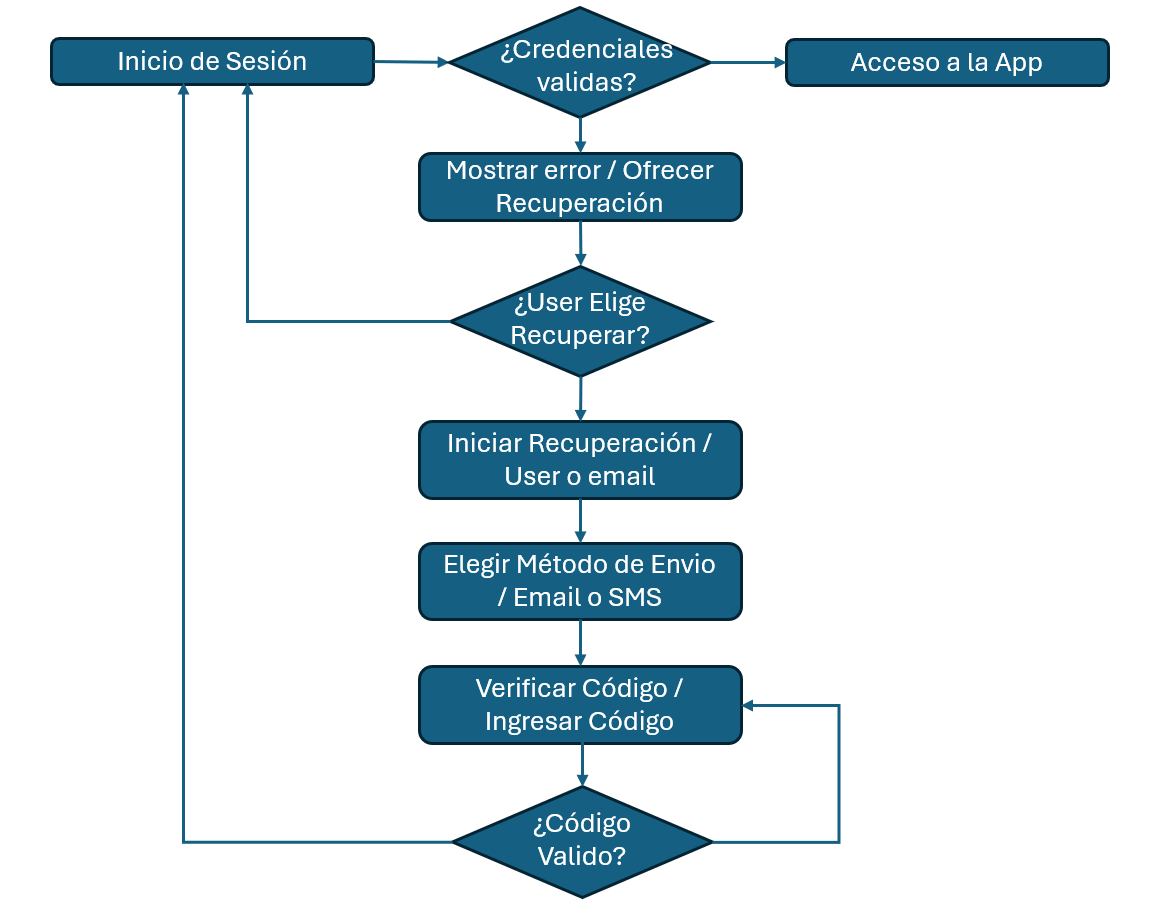 Inicio de Sesión
¿Credenciales
validas?
Acceso a la App
Mostrar error / Ofrecer
Recuperación
¿User Elige
Recuperar?
Iniciar Recuperación /
User o email
Elegir Método de Envio
/ Email o SMS
Verificar Código /
Ingresar Código
¿Código
Valido?